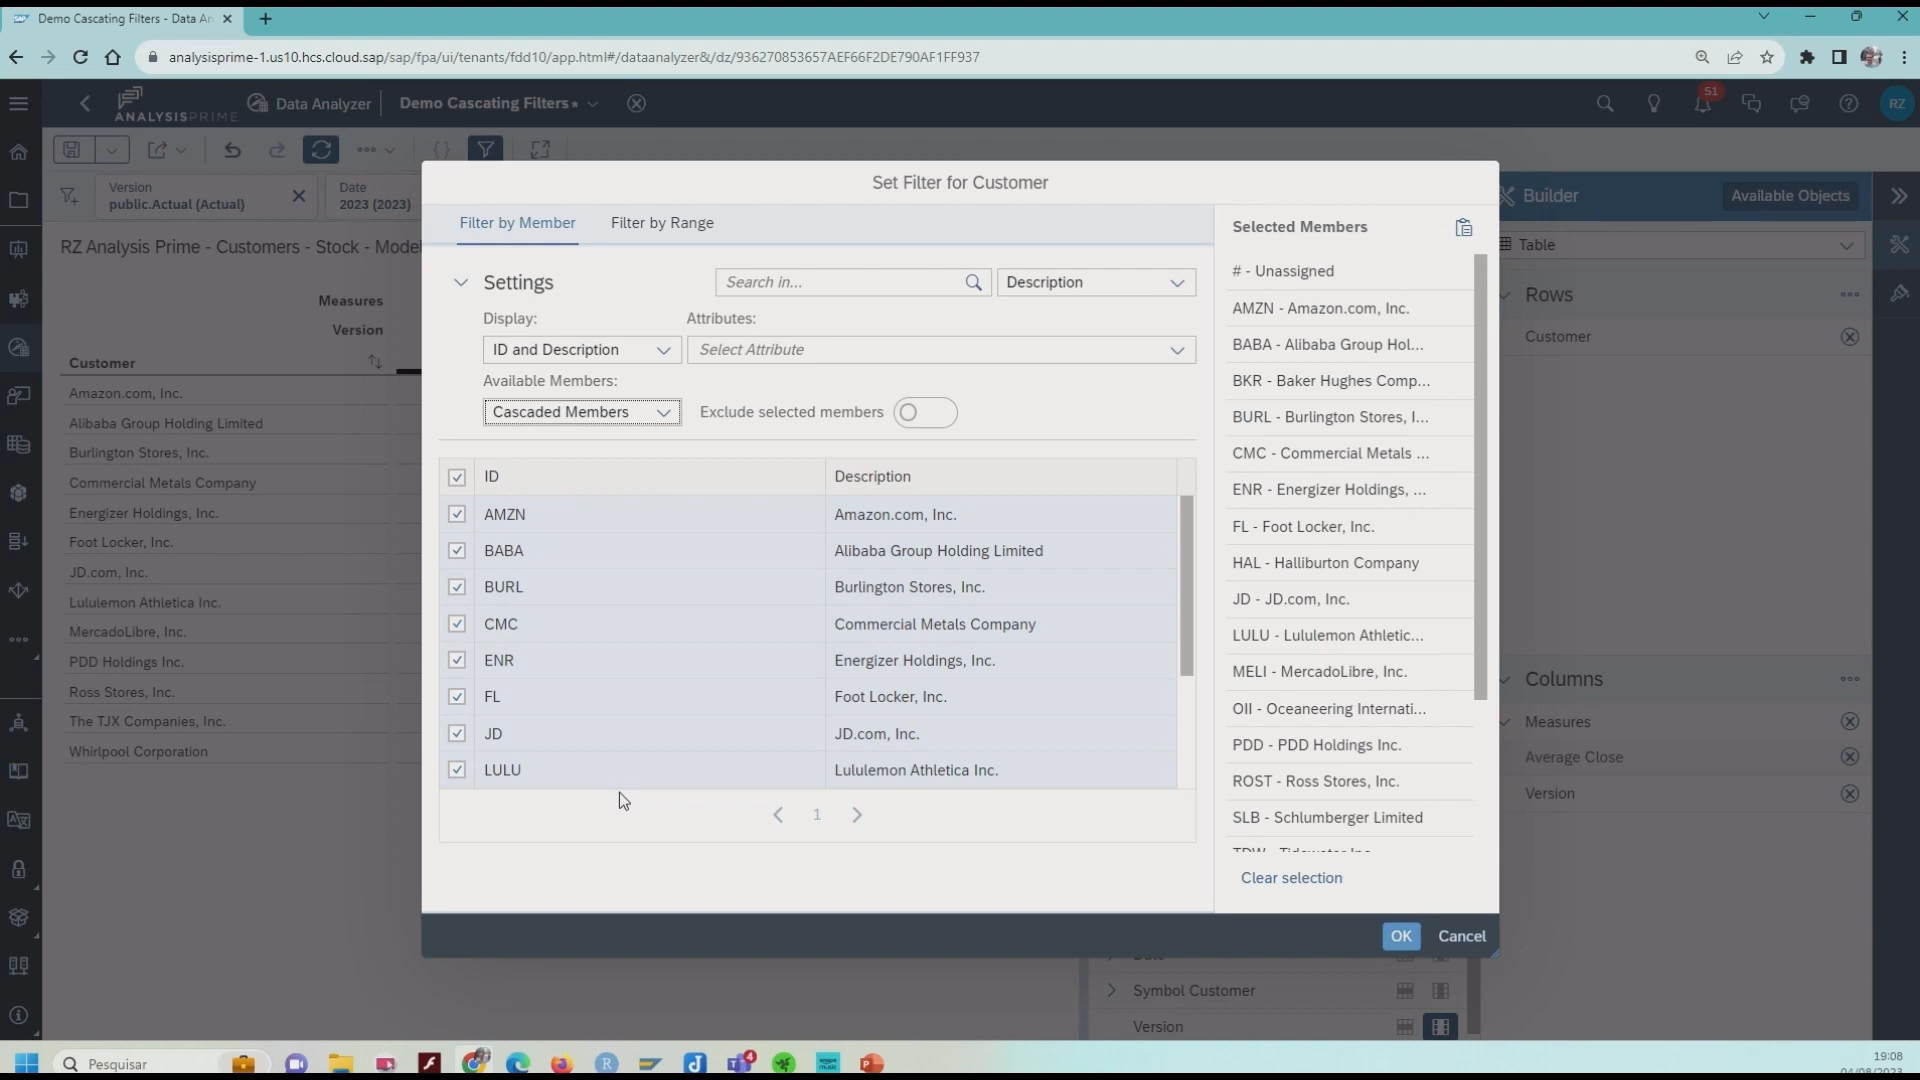 Demo Cascating Filters - Data An
analysisprime-1.us10.hcs.cloud.sap/sap/fpa/ui/tenants/fdd10/app.html#/dataanalyzer&/dz/936270853657AEF66F2DE790AF1FF937
ANALYSISPRIME
Data Analyzer
Demo Cascating Filters*
51
RZ
Version
public.Actual (Actual)
Date
2023 (2023)
RZ Analysis Prime - Customers - Stock - Model
Measures
Version
Customer
Amazon.com, Inc.
Alibaba Group Holding Limited
Burlington Stores, Inc.
Commercial Metals Company
Energizer Holdings, Inc.
Foot Locker, Inc.
JD.com, Inc.
Lululemon Athletica Inc.
MercadoLibre, Inc.
PDD Holdings Inc.
Ross Stores, Inc.
The TJX Companies, Inc.
Whirlpool Corporation
Set Filter for Customer
Filter by Member
Filter by Range
Settings
Search in...
Description
Display:
Attributes:
ID and Description
Select Attribute
Available Members:
Cascaded Members
Exclude selected members
ID
Description
AMZN
Amazon.com, Inc.
BABA
Alibaba Group Holding Limited
BURL
Burlington Stores, Inc.
CMC
Commercial Metals Company
ENR
Energizer Holdings, Inc.
FL
Foot Locker, Inc.
JD
JD.com, Inc.
LULU
Lululemon Athletica Inc.
1
Selected Members
# - Unassigned
AMZN - Amazon.com, Inc.
BABA - Alibaba Group Hol...
BKR - Baker Hughes Comp...
BURL - Burlington Stores, I...
CMC - Commercial Metals ...
ENR - Energizer Holdings, ...
FL - Foot Locker, Inc.
HAL - Halliburton Company
JD - JD.com, Inc.
LULU - Lululemon Athletic...
MELI - MercadoLibre, Inc.
OII - Oceaneering Internati...
PDD - PDD Holdings Inc.
ROST - Ross Stores, Inc.
SLB - Schlumberger Limited
TDW - Tidewater Inc.
Clear selection
OK
Cancel
Builder
Available Objects
Table
Rows
Customer
Columns
Measures
Average Close
Version
Date
Symbol Customer
Version
Pesquisar
4
19:08
04/08/2023